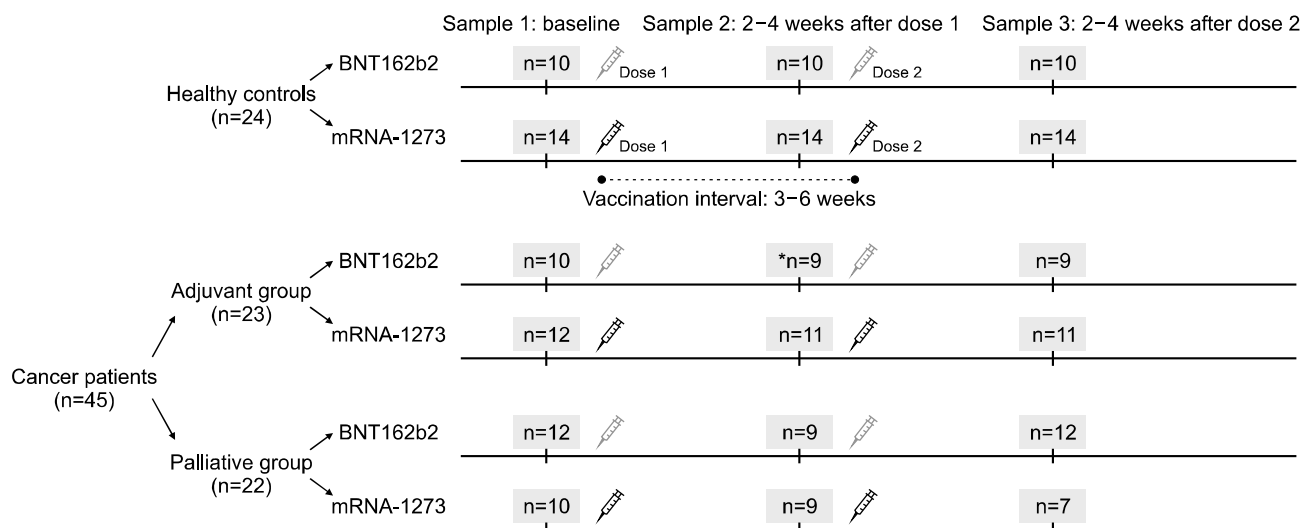 Sample 1: baseline Sample 2: 2−4 weeks after dose 1 Sample 3: 2−4 weeks after dose 2
BNT162b2 n=10 Dose 1 n=10 Dose 2 n=10
Healthy controls
(n=24)
mRNA-1273 n=14 Dose 1 n=14 Dose 2 n=14
Vaccination interval: 3−6 weeks
BNT162b2 n=10 *n=9 n=9
Adjuvant group
(n=23)
mRNA-1273 n=12 n=11 n=11
Cancer patients
(n=45)
BNT162b2 n=12 n=9 n=12
Palliative group
(n=22)
mRNA-1273 n=10 n=9 n=7